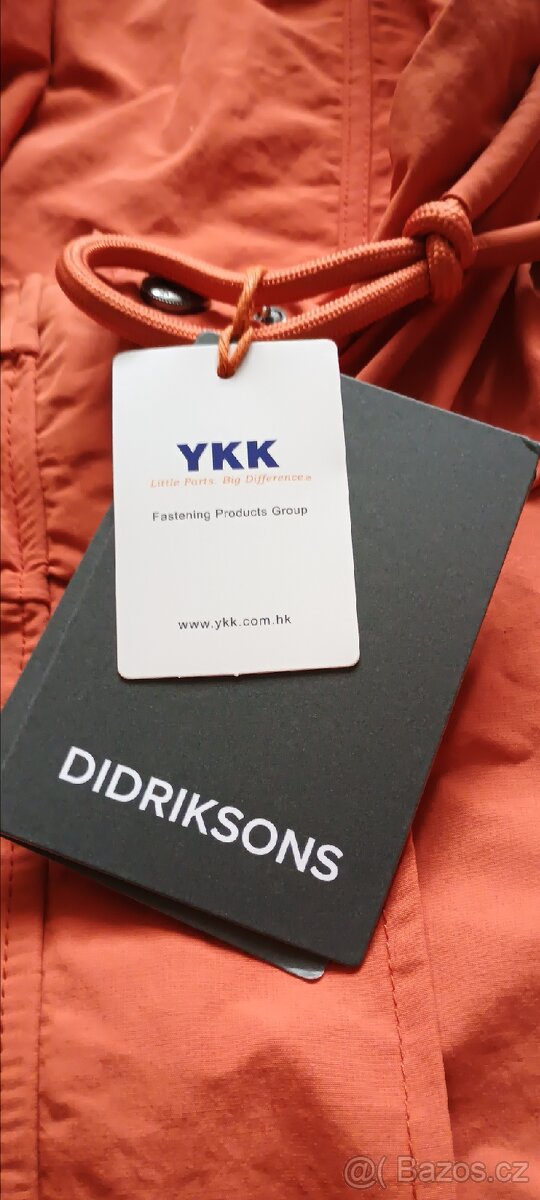 YKK
Little Parts. Big Difference.®
Fastening Products Group
www.ykk.com.hk
DIDRIKSONS
@( Bazos.cz